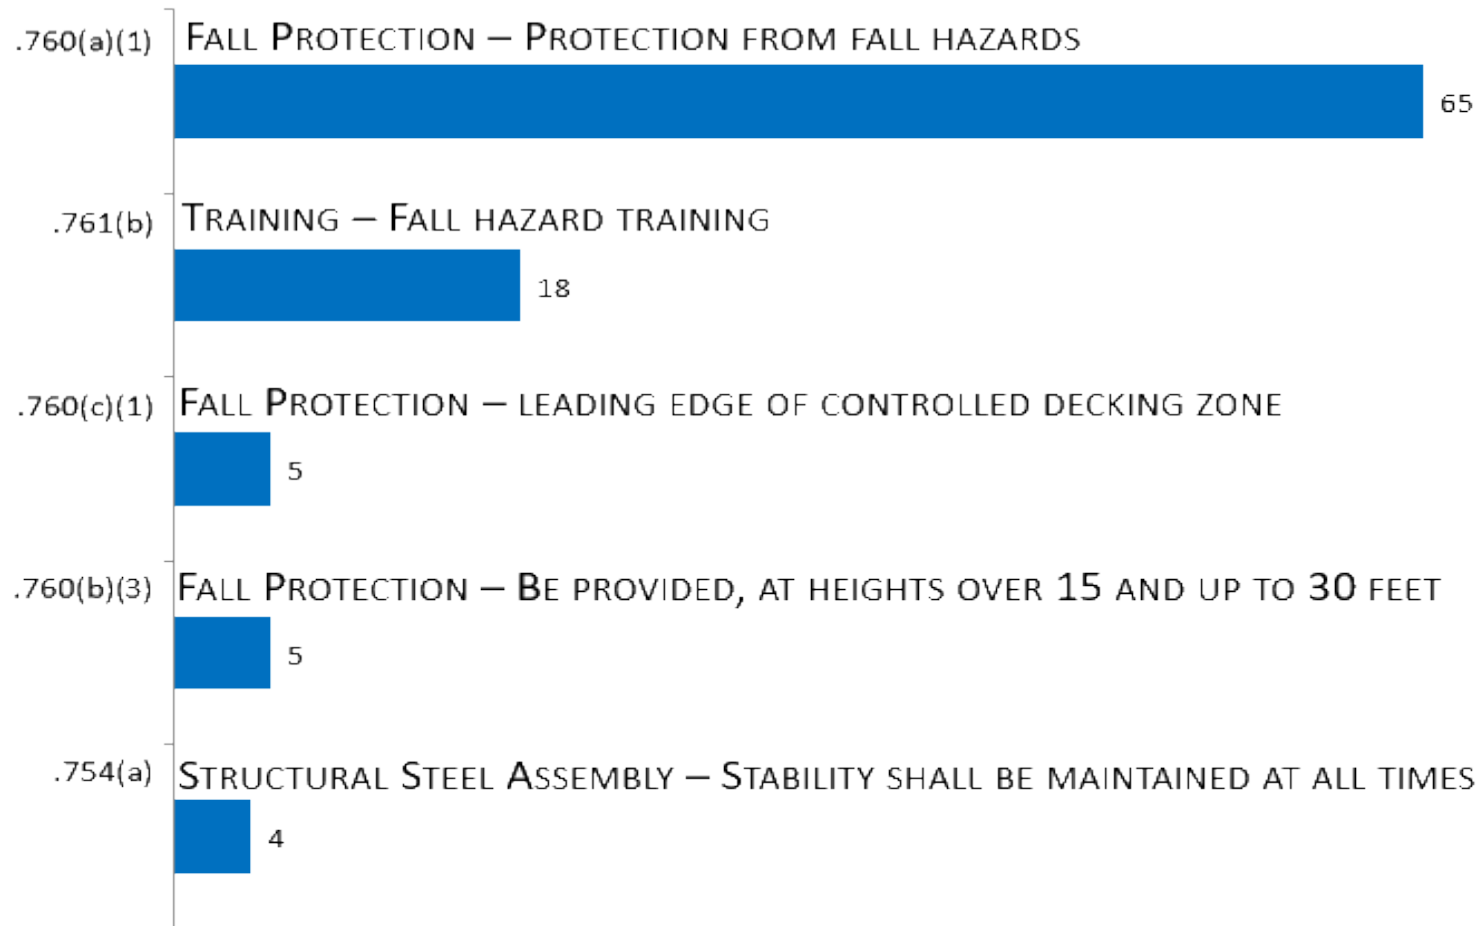 .760(a)(1) FALL PROTECTION – PROTECTION FROM FALL HAZARDS
65
.761(b) TRAINING – FALL HAZARD TRAINING
18
.760(c)(1) FALL PROTECTION – LEADING EDGE OF CONTROLLED DECKING ZONE
5
.760(b)(3) FALL PROTECTION – BE PROVIDED, AT HEIGHTS OVER 15 AND UP TO 30 FEET
5
.754(a) STRUCTURAL STEEL ASSEMBLY – STABILITY SHALL BE MAINTAINED AT ALL TIMES
4